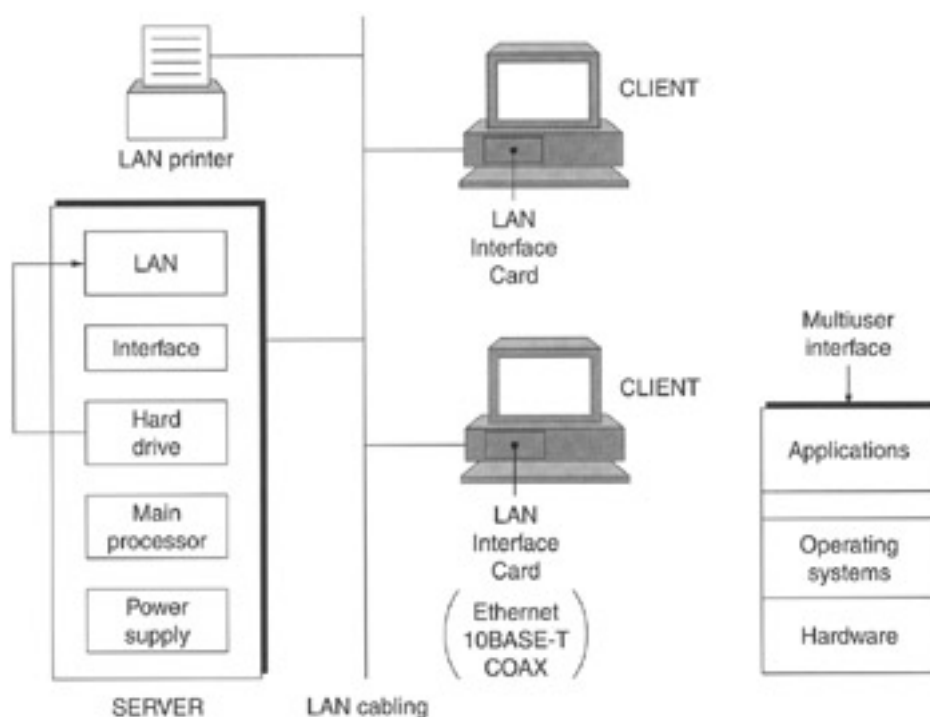 CLIENT
LAN printer
LAN
Interface
Card
LAN
Interface
Hard
drive
Main
processor
Power
supply
SERVER
LAN cabling
CLIENT
LAN
Interface
Card
Ethernet
10BASE-T
COAX
Multiuser
interface
Applications
Operating
systems
Hardware